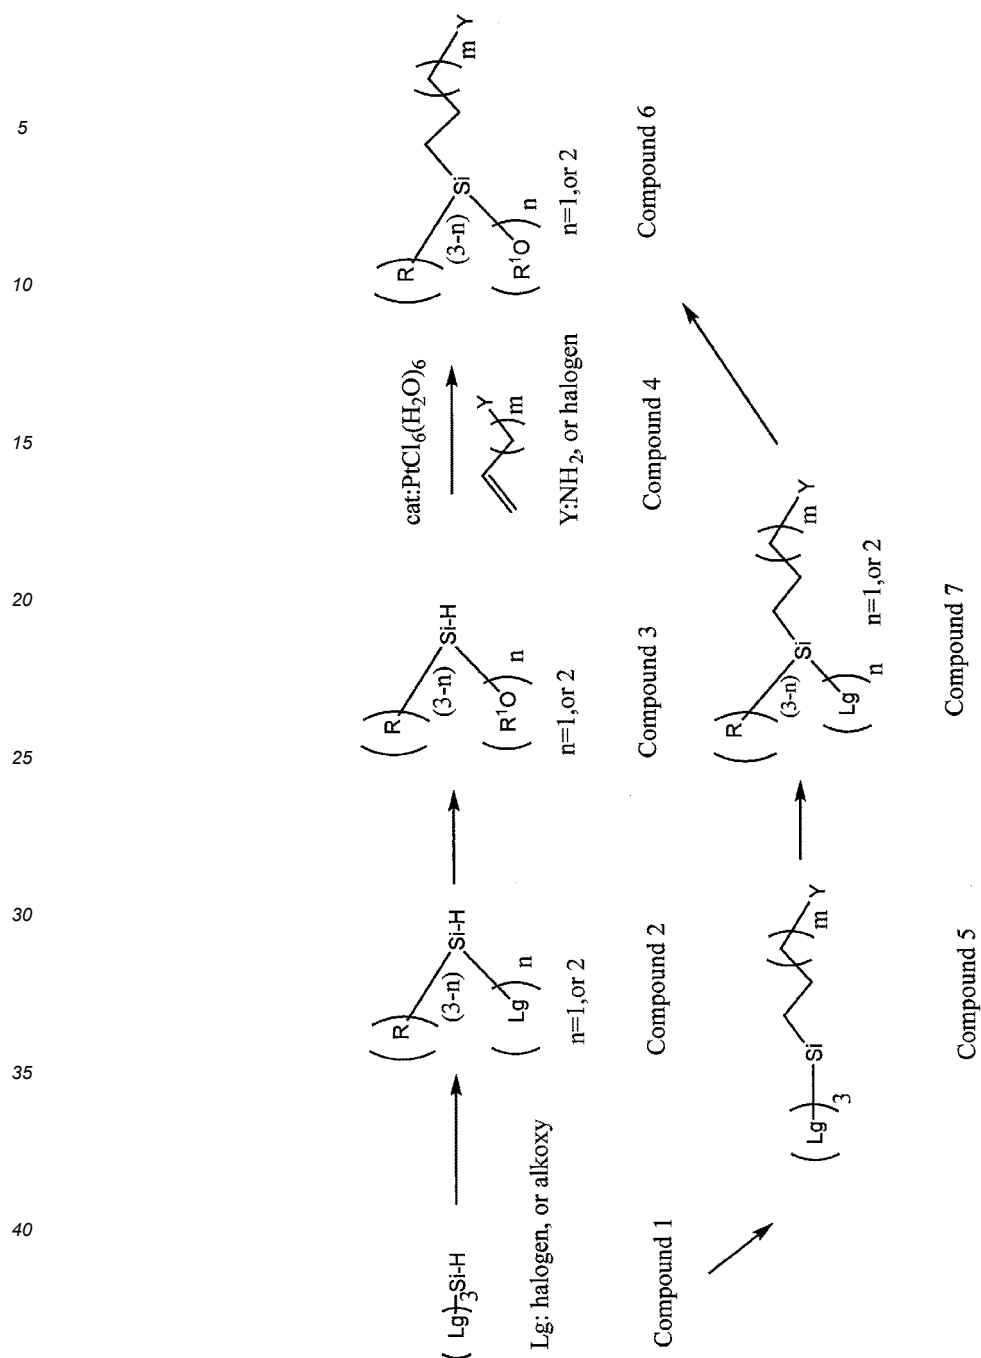 5
10
15
20
25
30
35
40
(Lg)3Si-H
Lg: halogen, or alkoxy
Compound 1
(R)(3-n)
Si-H
(Lg)n
n=1,or 2
Compound 2
(R)(3-n)
Si-H
(R1O)n
n=1,or 2
Compound 3
cat:PtCl6(H2O)6
( )m Y
Y:NH2, or halogen
Compound 4
(R)(3-n)
Si ( )m Y
(R1O)n
n=1,or 2
Compound 6
(Lg)3 Si ( )m Y
Compound 5
(R)(3-n)
Si ( )m Y
(Lg)n
n=1,or 2
Compound 7